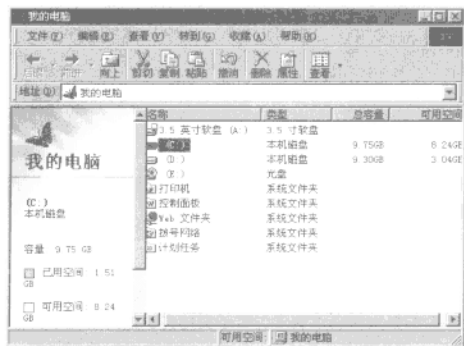 我的电脑
文件(F) 编辑(E) 查看(V) 转到(G) 收藏(A) 帮助(H)
后退 前进 向上 剪切 复制 粘贴 撤消 删除 属性 查看
地址(D) 我的电脑
名称 类型 总容量 可用空间
3.5 英寸软盘 (A:) 3.5 寸软盘
(C:) 本机磁盘 9.75GB 8.24GB
(D:) 本机磁盘 9.30GB 3.04GB
(E:) 光盘
打印机 系统文件夹
控制面板 系统文件夹
Web 文件夹 系统文件夹
拨号网络 系统文件夹
计划任务 系统文件夹
我的电脑
(C:)
本机磁盘
容量: 9.75 GB
已用空间: 1.51
GB
可用空间: 8.24
GB
可用空间: 我的电脑